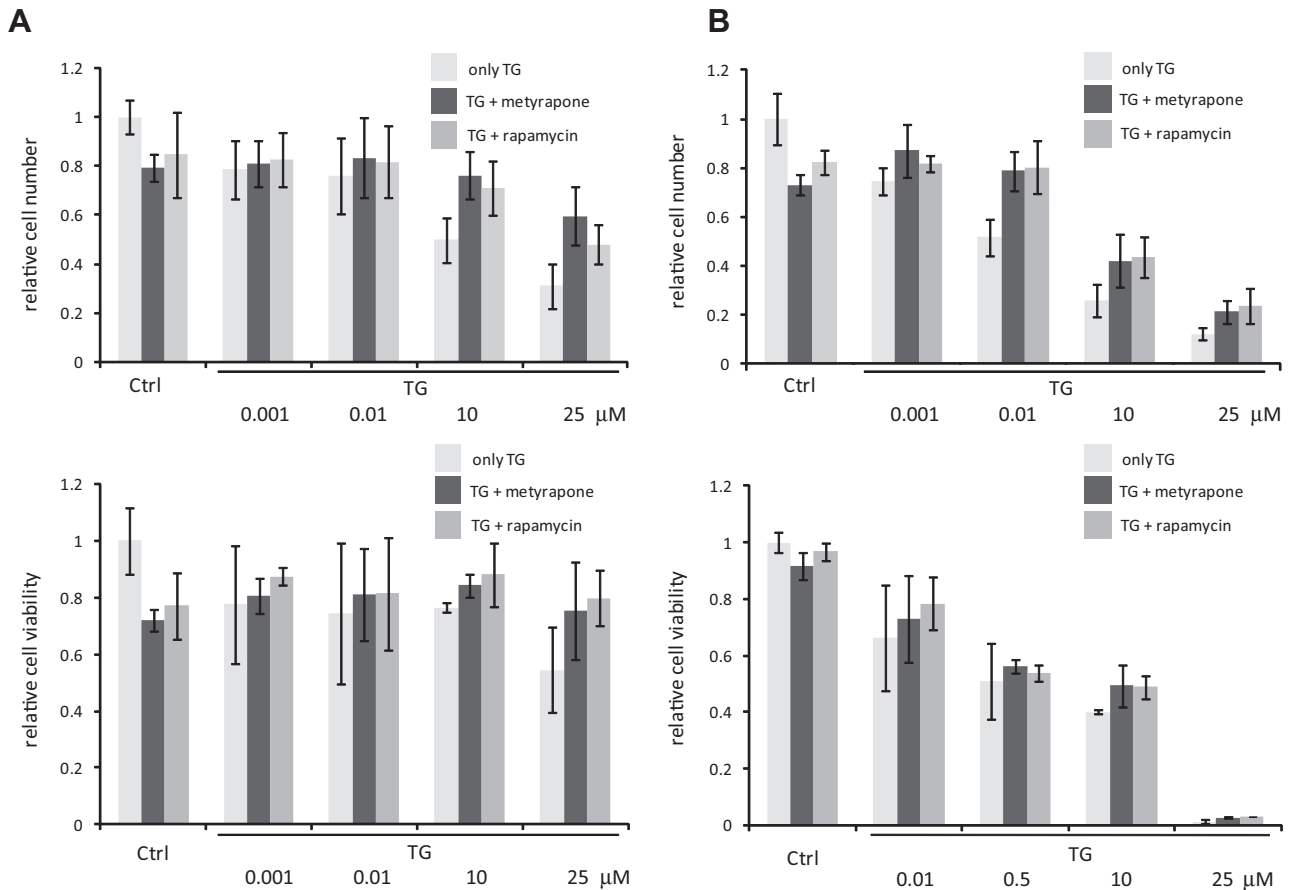 A
only TG
TG + metyrapone
TG + rapamycin
relative cell number
1.2
1
0.8
0.6
0.4
0.2
0
Ctrl
TG
0.001 0.01 10 25 μM
B
only TG
TG + metyrapone
TG + rapamycin
relative cell number
1.2
1
0.8
0.6
0.4
0.2
0
Ctrl
TG
0.001 0.01 10 25 μM
only TG
TG + metyrapone
TG + rapamycin
relative cell viability
1.2
1
0.8
0.6
0.4
0.2
0
Ctrl
TG
0.001 0.01 10 25 μM
only TG
TG + metyrapone
TG + rapamycin
relative cell viability
1.2
1
0.8
0.6
0.4
0.2
0
Ctrl
TG
0.01 0.5 10 25 μM